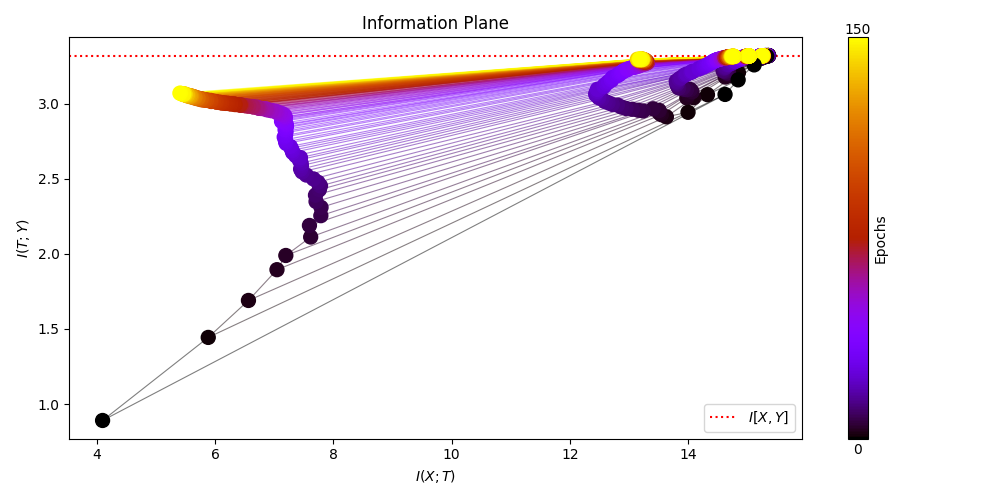 Information Plane
150
3.0
2.5
2.0
1.5
1.0
I(T; Y)
4 6 8 10 12 14
I(X; T)
I[X, Y]
Epochs
0